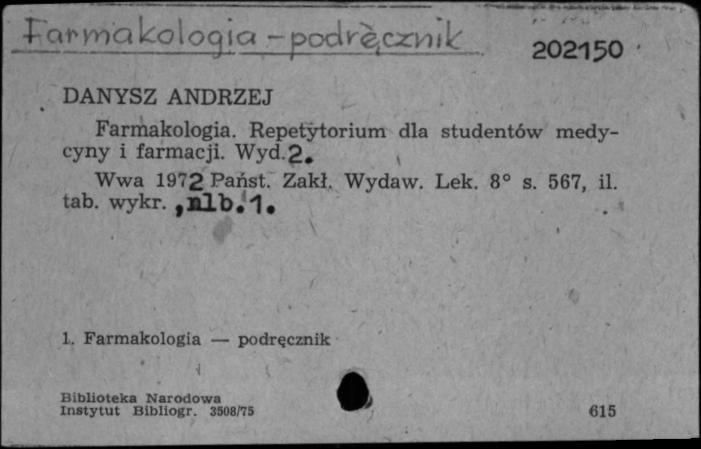 Farmakologia - podręcznik
202150
DANYSZ ANDRZEJ
Farmakologia. Repetytorium dla studentów medy-
cyny i farmacji. Wyd. 2.
Wwa 1972 Państ. Zakł. Wydaw. Lek. 8° s. 567, il.
tab. wykr. , nlb. 1.
1. Farmakologia — podręcznik
Biblioteka Narodowa
Instytut Bibliogr. 3508/75
615